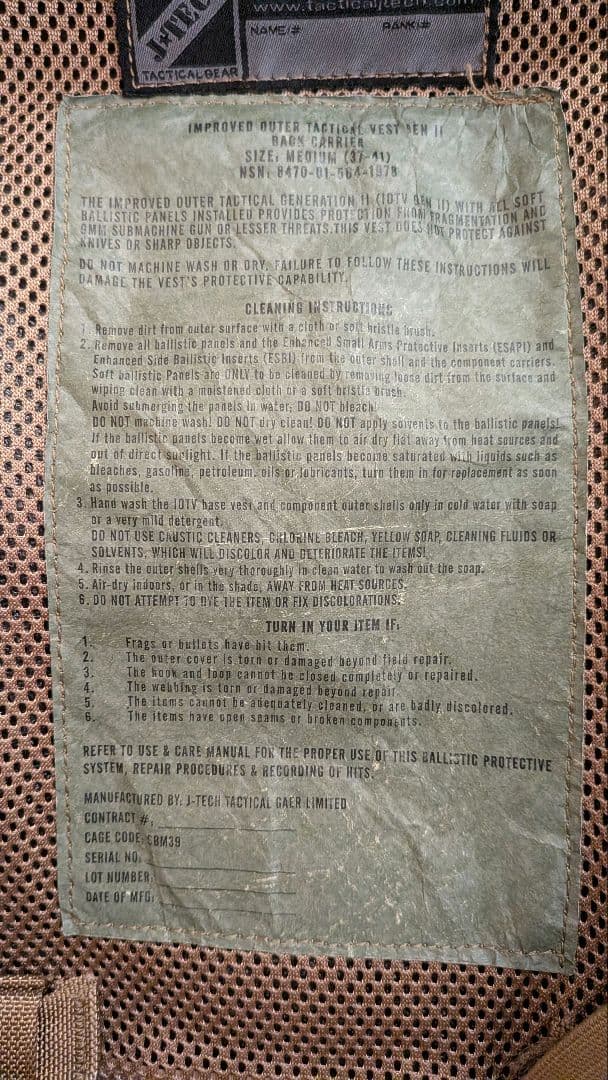 J-TEC
TACTICAL GEAR
www.tacticaljtech.com
NAME/# RANK/#
IMPROVED OUTER TACTICAL VEST GEN II
BACK CARRIER
SIZE: MEDIUM (37-41)
NSN: 8470-01-564-1978
THE IMPROVED OUTER TACTICAL GENERATION II (IOTV GEN II) WITH ALL SOFT
BALLISTIC PANELS INSTALLED PROVIDES PROTECTION FROM FRAGMENTATION AND
9MM SUBMACHINE GUN OR LESSER THREATS.THIS VEST DOES NOT PROTECT AGAINST
KNIVES OR SHARP OBJECTS.
DO NOT MACHINE WASH OR DRY. FAILURE TO FOLLOW THESE INSTRUCTIONS WILL
DAMAGE THE VEST'S PROTECTIVE CAPABILITY.
CLEANING INSTRUCTIONS
1. Remove dirt from outer surface with a cloth or soft bristle brush.
2. Remove all ballistic panels and the Enhanced Small Arms Protective Inserts (ESAPI) and
Enhanced Side Ballistic Inserts (ESBI) from the outer shall and the component carriers.
Soft ballistic Panels are ONLY to be cleaned by removing loose dirt from the surface and
wiping clean with a moistened cloth or a soft bristle brush.
Avoid submerging the panels in water; DO NOT bleach!
DO NOT machine wash! DO NOT dry clean! DO NOT apply solvents to the ballistic panels!
If the ballistic panels become wet allow them to air dry flat away from heat sources and
out of direct sunlight. If the ballistic panels become saturated with liquids such as
bleaches, gasoline, petroleum, oils or lubricants, turn them in for replacement as soon
as possible.
3. Hand wash the IOTV base vest and component outer shells only in cold water with soap
or a very mild detergent.
DO NOT USE CAUSTIC CLEANERS, CHLORINE BLEACH, YELLOW SOAP, CLEANING FLUIDS OR
SOLVENTS, WHICH WILL DISCOLOR AND DETERIORATE THE ITEMS!
4. Rinse the outer shells very thoroughly in clean water to wash out the soap.
5. Air-dry indoors, or in the shade, AWAY FROM HEAT SOURCES.
6. DO NOT ATTEMPT TO DYE THE ITEM OR FIX DISCOLORATIONS.
TURN IN YOUR ITEM IF:
1. Frags or bullets have hit them.
2. The outer cover is torn or damaged beyond field repair.
3. The hook and loop cannot be closed completely or repaired.
4. The webbing is torn or damaged beyond repair.
5. The items cannot be adequately cleaned, or are badly discolored.
6. The items have open seams or broken components.
REFER TO USE & CARE MANUAL FOR THE PROPER USE OF THIS BALLISTIC PROTECTIVE
SYSTEM, REPAIR PROCEDURES & RECORDING OF HITS.
MANUFACTURED BY: J-TECH TACTICAL GAER LIMITED
CONTRACT #:
CAGE CODE: SBM39
SERIAL NO:
LOT NUMBER:
DATE OF MFG: